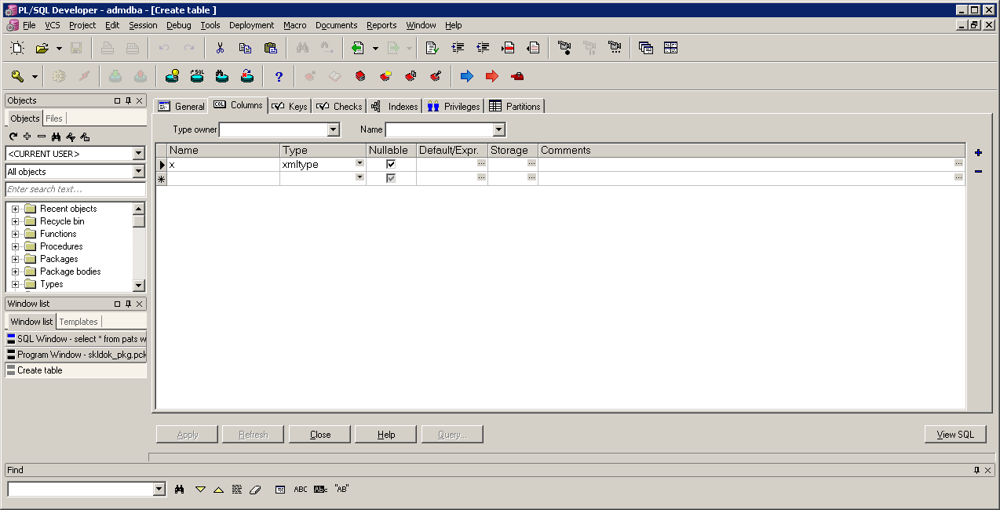 PL/SQL Developer - admdba - [Create table ]
File VCS Project Edit Session Debug Tools Deployment Macro Documents Reports Window Help
SQL
?
Objects
Objects Files
<CURRENT USER>
All objects
Enter search text...
Recent objects
Recycle bin
Functions
Procedures
Packages
Package bodies
Types
Window list
Window list Templates
SQL Window - select * from pats w
Program Window - skldok_pkg.pck
Create table
General COL Columns Keys Checks Indexes Privileges Partitions
Type owner Name
Name Type Nullable Default/Expr. Storage Comments
x xmltype
Apply Refresh Close Help Query... View SQL
Find
ABC AB "AB"